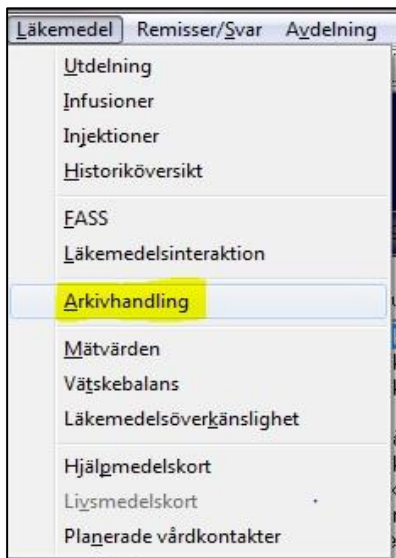 Läkemedel Remisser/Svar Avdelning
Utdelning
Infusioner
Injektioner
Historiköversikt
FASS
Läkemedelsinteraktion
Arkivhandling
Mätvärden
Vätskebalans
Läkemedelsöverkänslighet
Hjälpmedelskort
Livsmedelskort
Planerade vårdkontakter